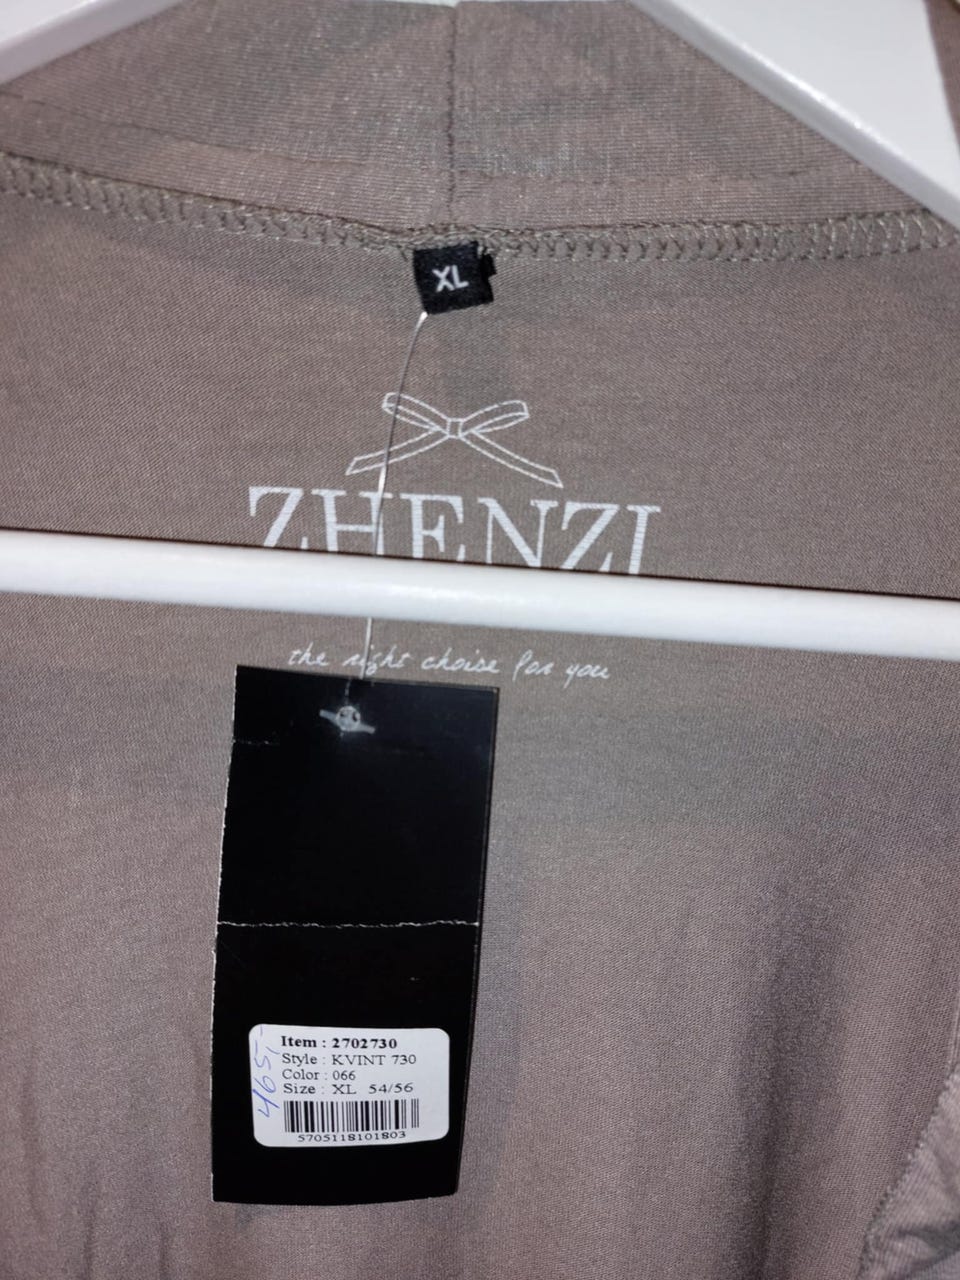 XL
ZHENZI
the right choise for you
Item : 2702730
Style : KVINT 730
Color : 066
Size : XL 54/56
5705118101803
465,-